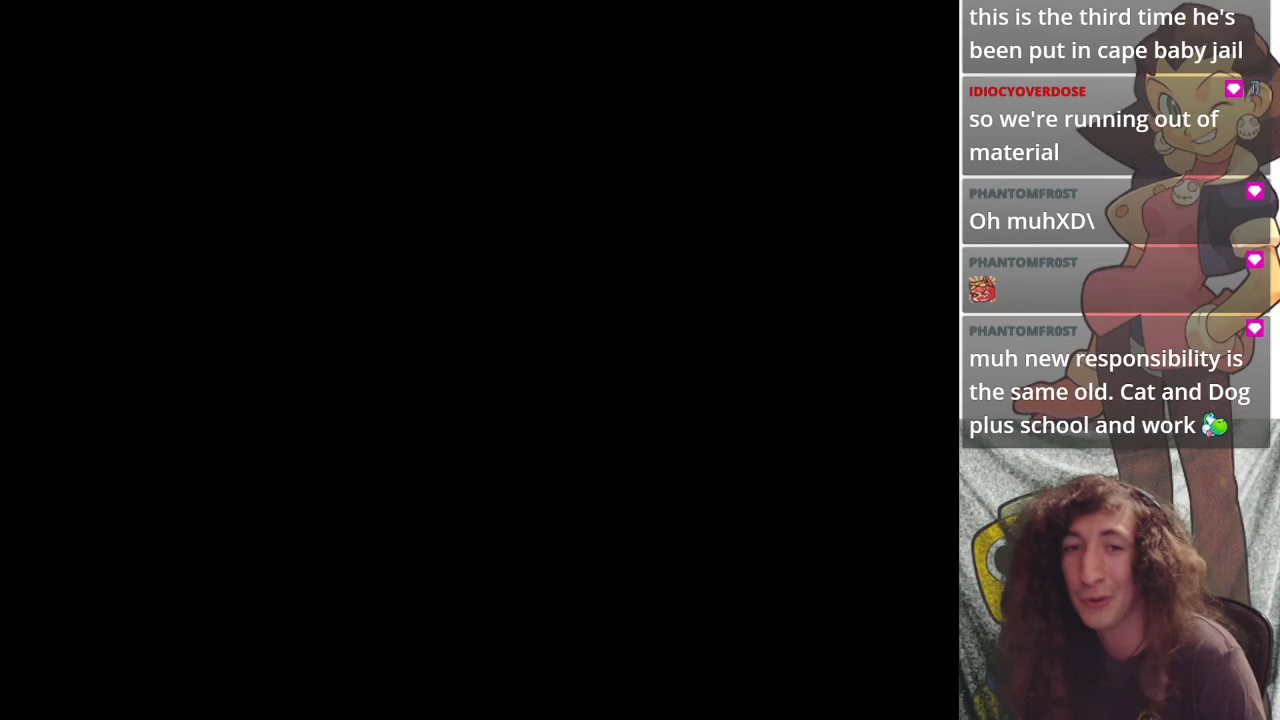 this is the third time he's
been put in cape baby jail
IDIOCYOVERDOSE
so we're running out of
material
PHANTOMFR0ST
Oh muhXD\
PHANTOMFR0ST
PHANTOMFR0ST
muh new responsibility is
the same old. Cat and Dog
plus school and work